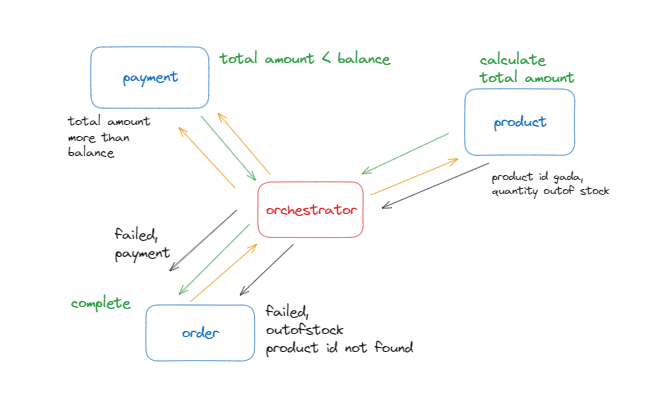 total amount < balance
payment
calculate
total amount
product
total amount
more than
balance
product id gada,
quantity outof stock
orchestrator
failed,
payment
complete
order
failed,
outofstock
product id not found